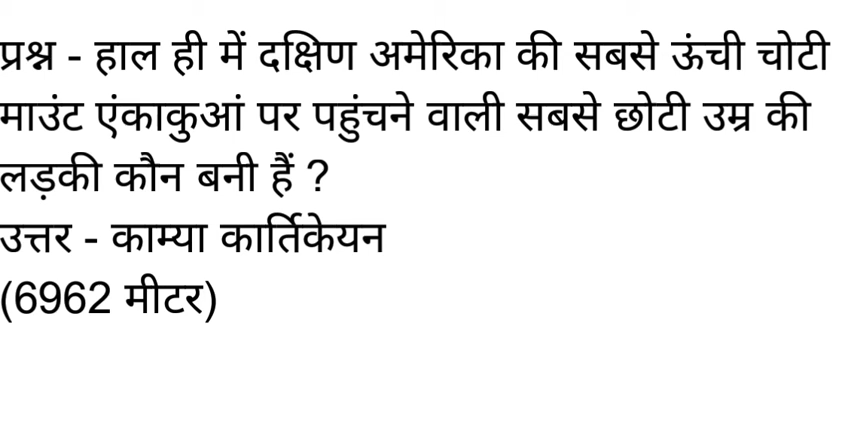 प्रश्न - हाल ही में दक्षिण अमेरिका की सबसे ऊंची चोटी
माउंट एंकाकुआं पर पहुंचने वाली सबसे छोटी उम्र की
लड़की कौन बनी हैं ?
उत्तर - काम्या कार्तिकेयन
(6962 मीटर)